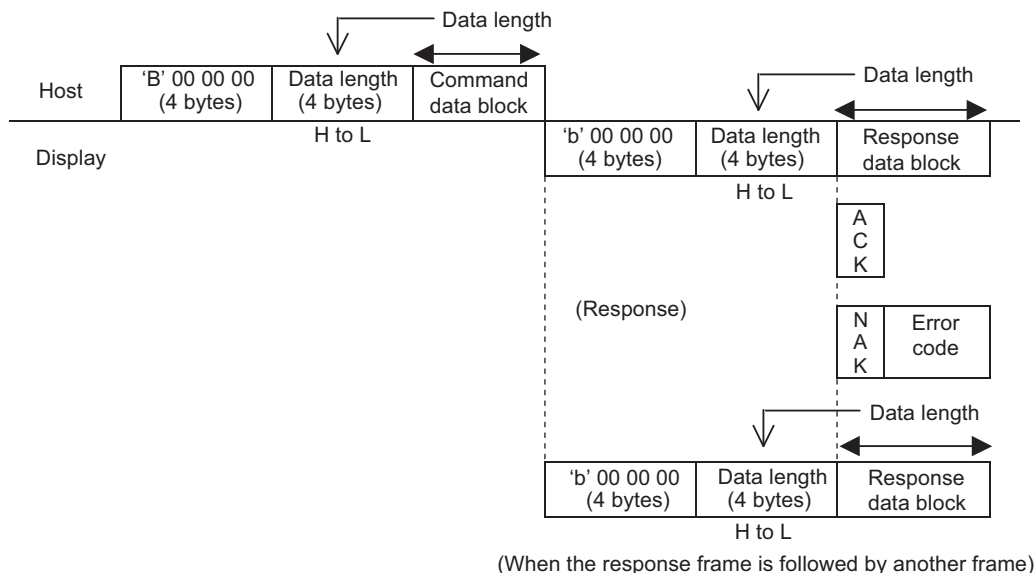 Data length
Host
‘B’ 00 00 00
(4 bytes)
Data length
(4 bytes)
Command
data block
H to L
Data length
Display
‘b’ 00 00 00
(4 bytes)
Data length
(4 bytes)
Response
data block
H to L
A
C
K
(Response)
N
A
K
Error
code
Data length
‘b’ 00 00 00
(4 bytes)
Data length
(4 bytes)
Response
data block
H to L
(When the response frame is followed by another frame)